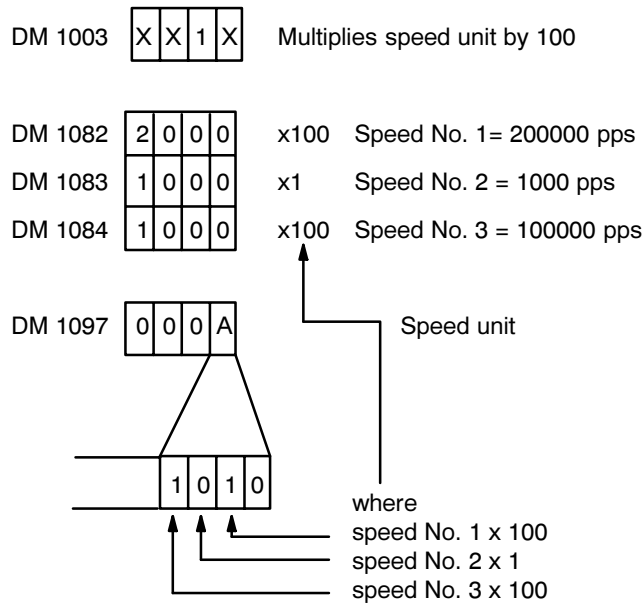 DM 1003 X X 1 X Multiplies speed unit by 100
DM 1082 2 0 0 0 x100 Speed No. 1= 200000 pps
DM 1083 1 0 0 0 x1 Speed No. 2 = 1000 pps
DM 1084 1 0 0 0 x100 Speed No. 3 = 100000 pps
DM 1097 0 0 0 A Speed unit
1 0 1 0
where
speed No. 1 x 100
speed No. 2 x 1
speed No. 3 x 100